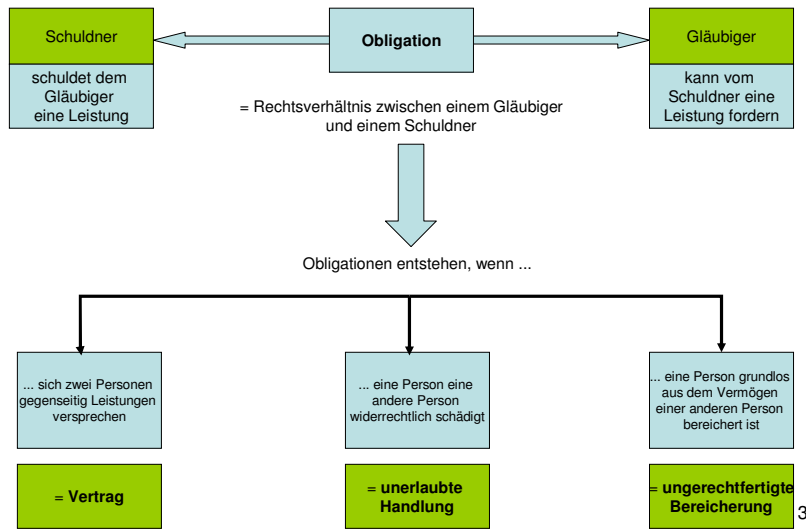 Schuldner
Obligation
Gläubiger
schuldet dem
Gläubiger
eine Leistung
kann vom
Schuldner eine
Leistung fordern
= Rechtsverhältnis zwischen einem Gläubiger
und einem Schuldner
Obligationen entstehen, wenn ...
... sich zwei Personen
gegenseitig Leistungen
versprechen
... eine Person eine
andere Person
widerrechtlich schädigt
... eine Person grundlos
aus dem Vermögen
einer anderen Person
bereichert ist
= Vertrag
= unerlaubte
Handlung
= ungerechtfertigte
Bereicherung
3